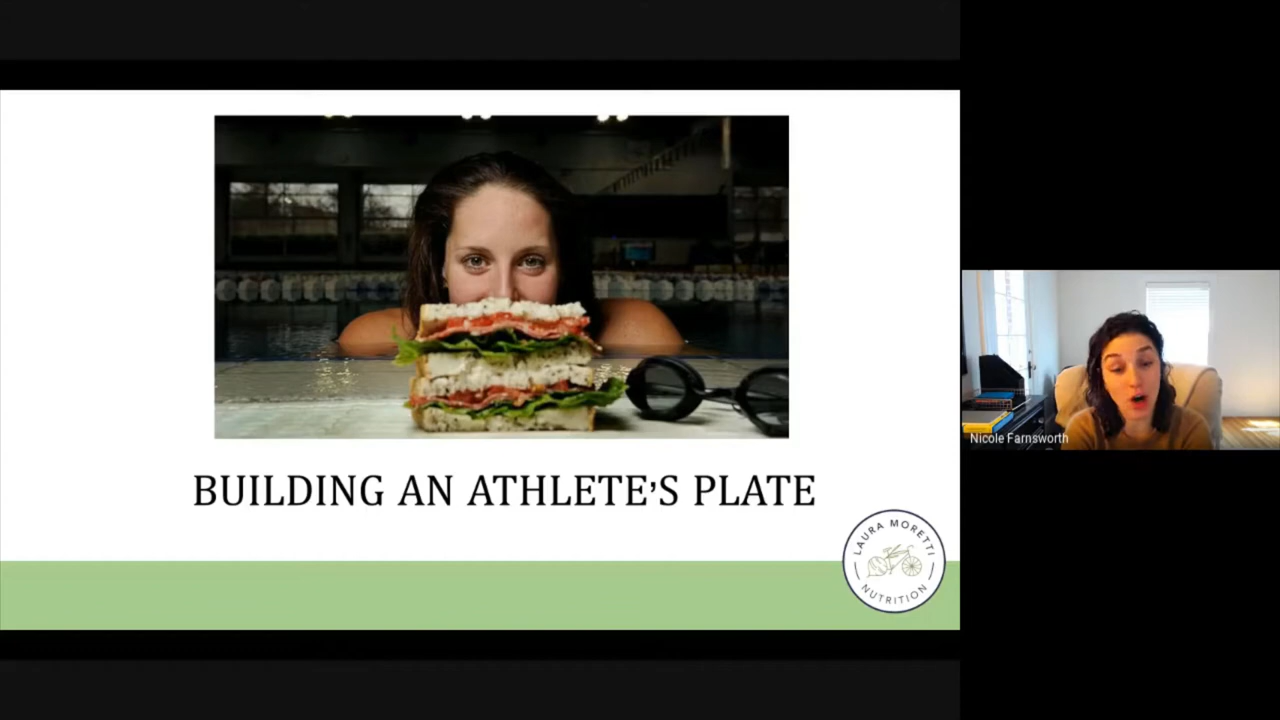 BUILDING AN ATHLETE'S PLATE
LAURA MORETTI
NUTRITION
Nicole Farnsworth